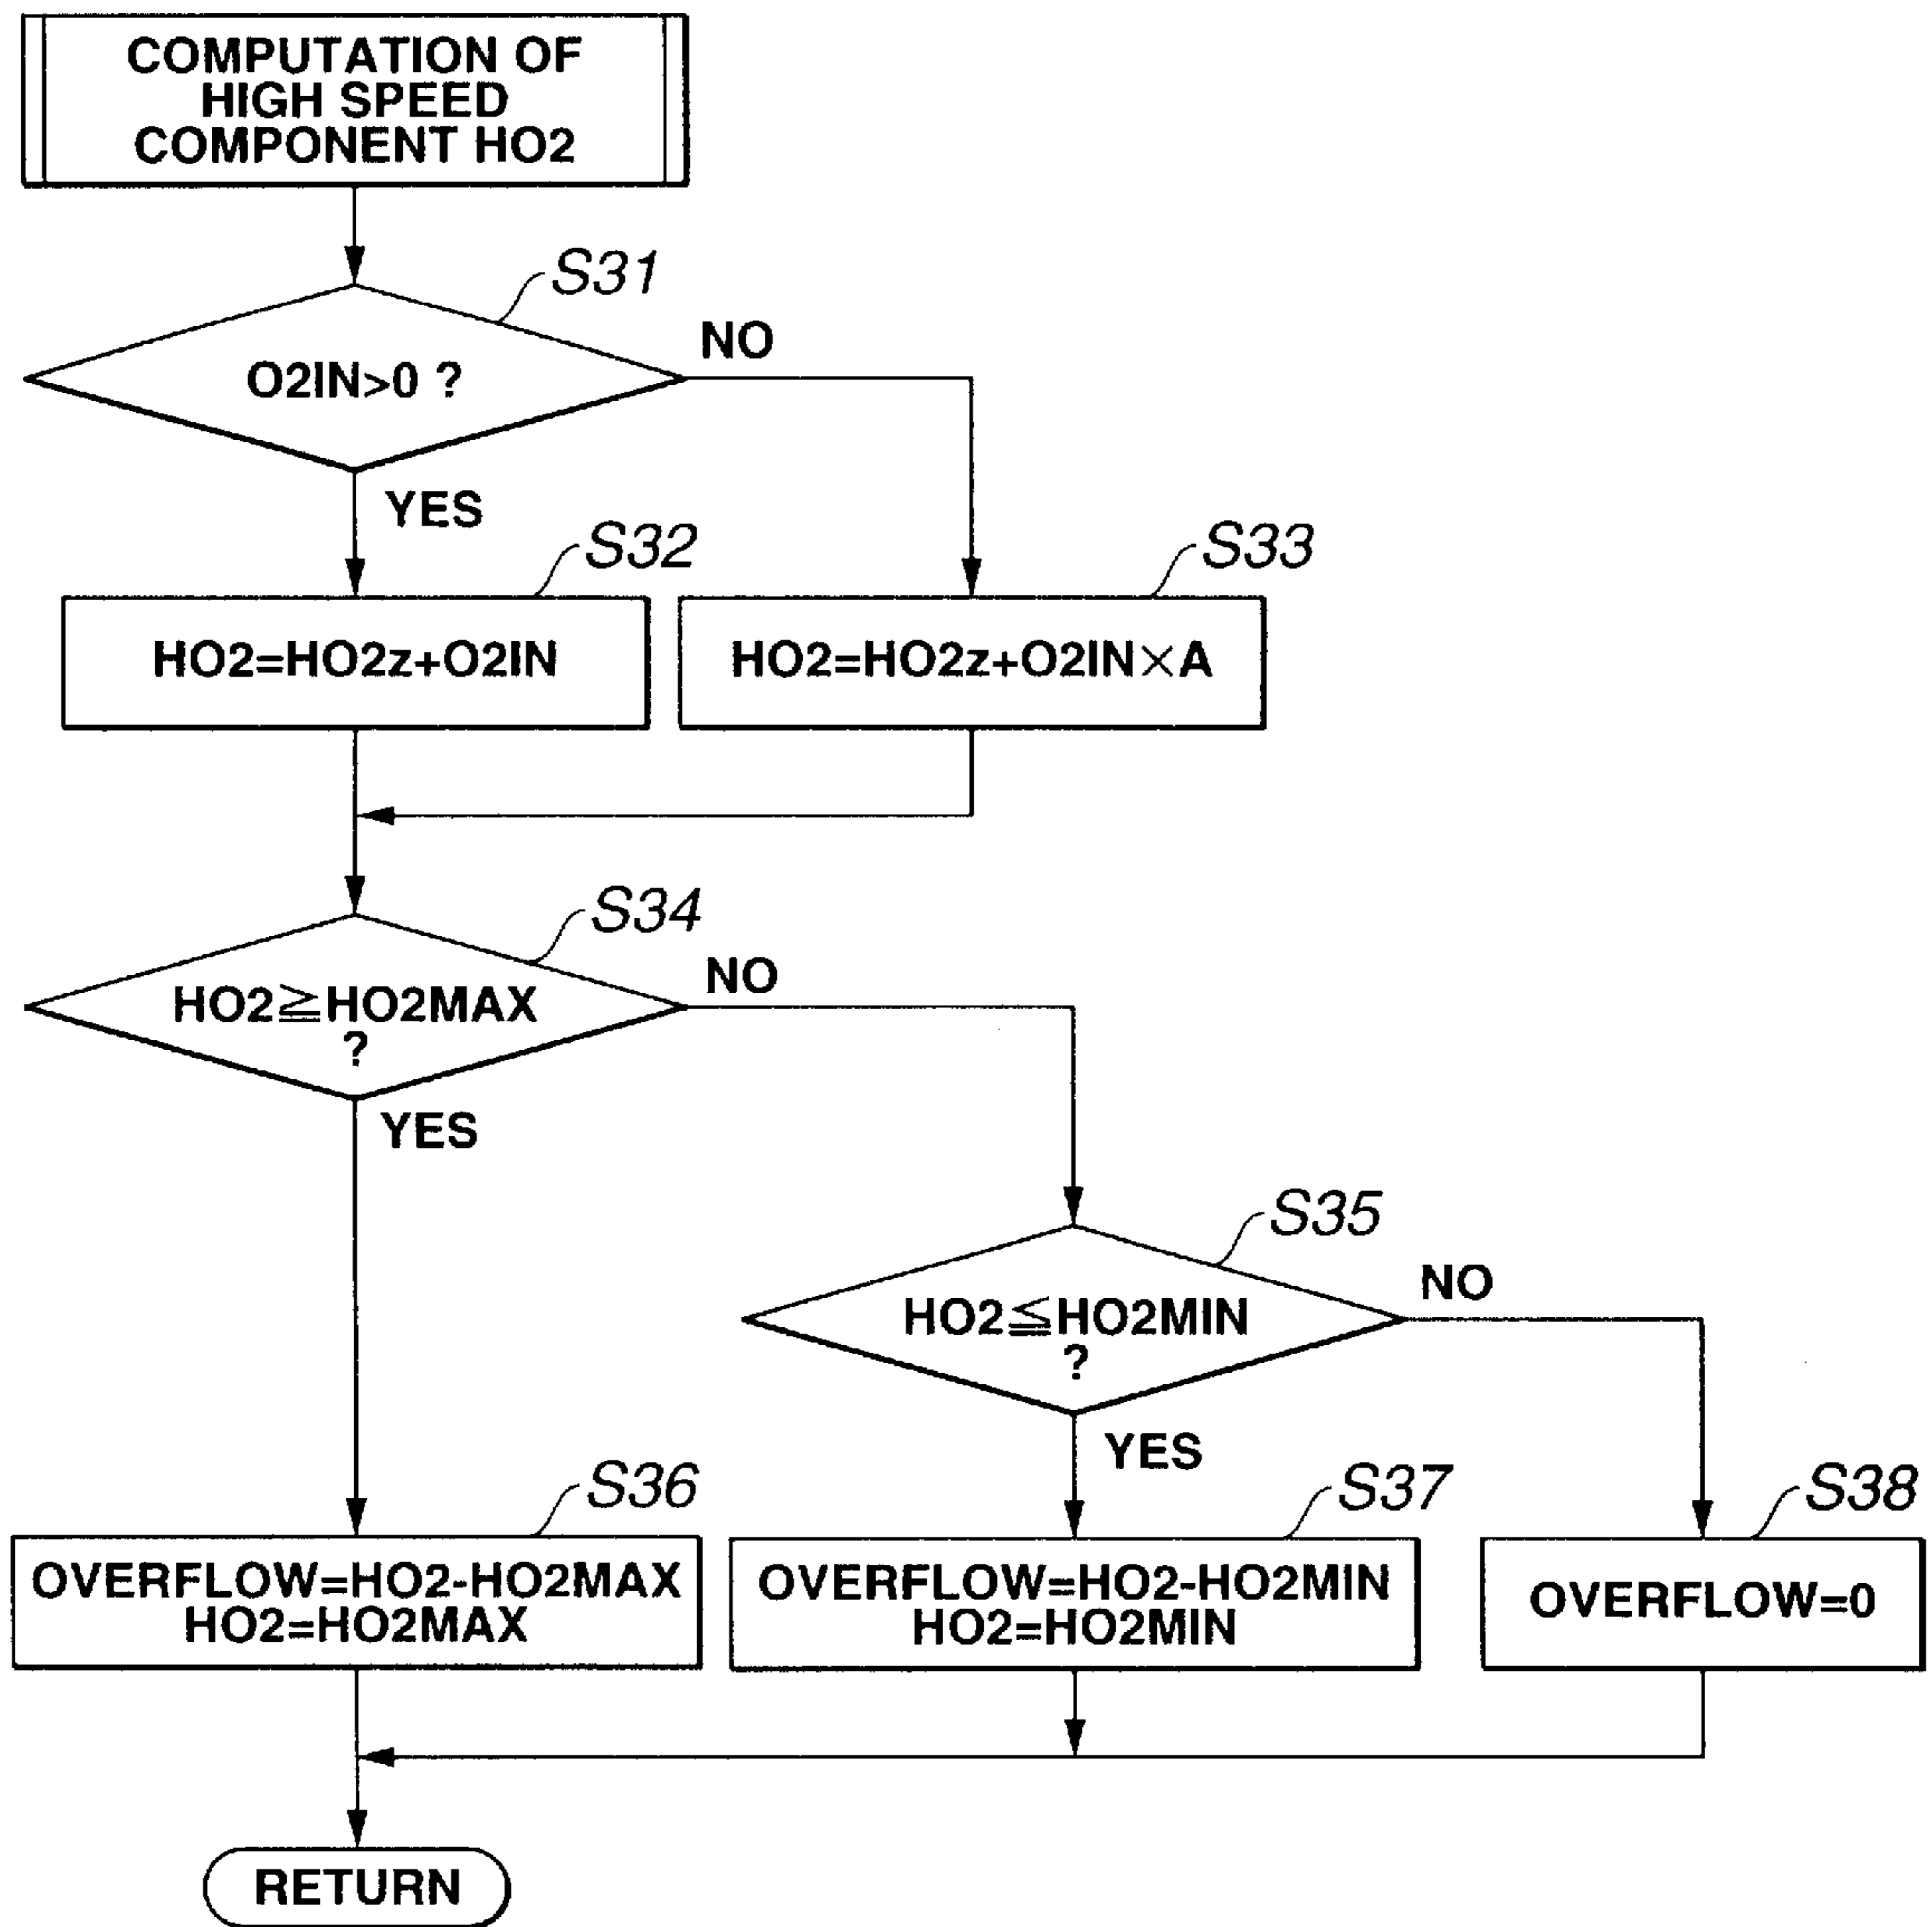 COMPUTATION OF
HIGH SPEED
COMPONENT HO2
S31
O2IN>0 ?
NO
YES
S32
HO2=HO2z+O2IN
S33
HO2=HO2z+O2IN×A
S34
HO2≧HO2MAX
?
NO
YES
S35
HO2≦HO2MIN
?
NO
YES
S36
OVERFLOW=HO2-HO2MAX
HO2=HO2MAX
S37
OVERFLOW=HO2-HO2MIN
HO2=HO2MIN
S38
OVERFLOW=0
RETURN